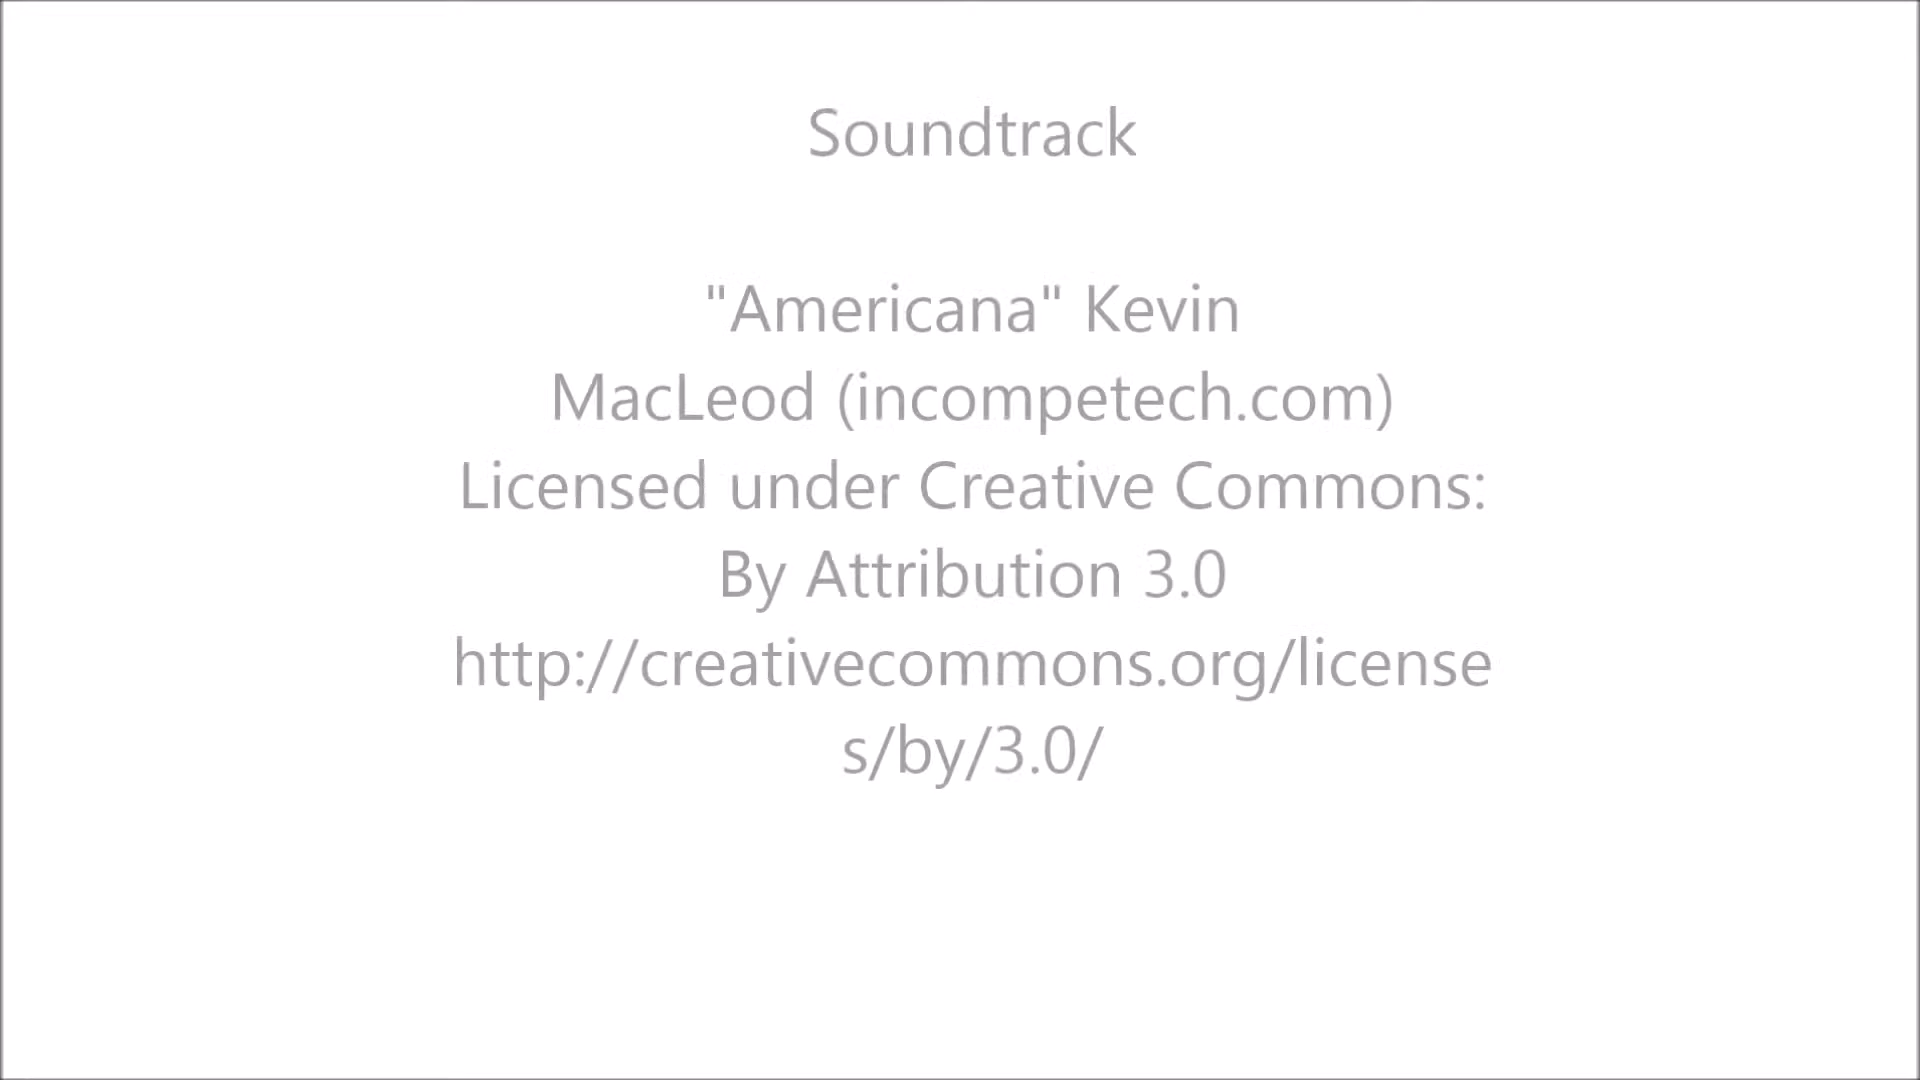 Soundtrack
"Americana" Kevin
MacLeod (incompetech.com)
Licensed under Creative Commons:
By Attribution 3.0
http://creativecommons.org/license
s/by/3.0/